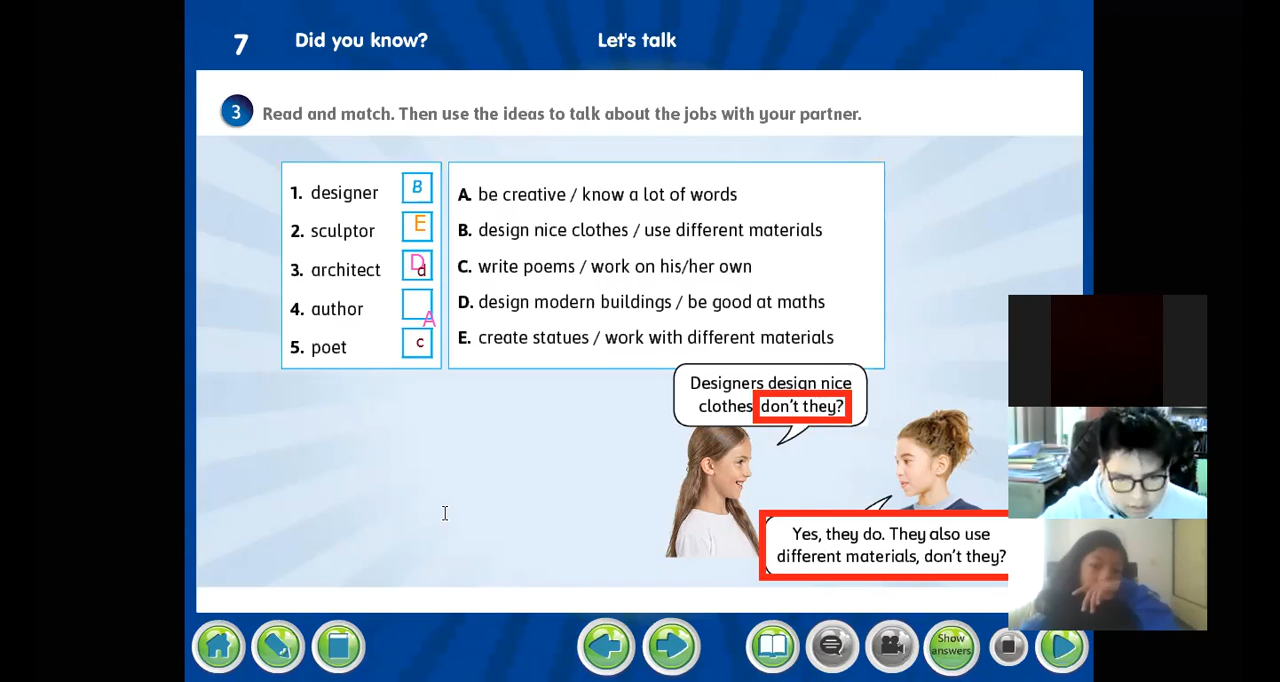 7 Did you know? Let's talk
3 Read and match. Then use the ideas to talk about the jobs with your partner.
1. designer B
2. sculptor E
3. architect D d
4. author A
5. poet c
A. be creative / know a lot of words
B. design nice clothes / use different materials
C. write poems / work on his/her own
D. design modern buildings / be good at maths
E. create statues / work with different materials
Designers design nice
clothes don't they?
Yes, they do. They also use
different materials, don't they?
Show
answers